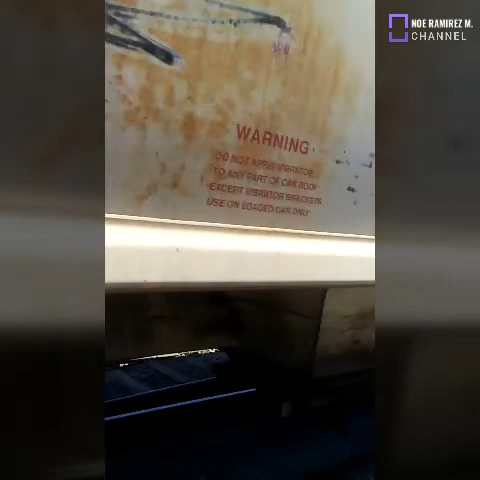 NOE RAMIREZ M.
CHANNEL
WARNING
DO NOT APPLY VIBRATOR
TO ANY PART OF CAR BODY
EXCEPT VIBRATOR BRACKETS
USE ON LOADED CAR ONLY